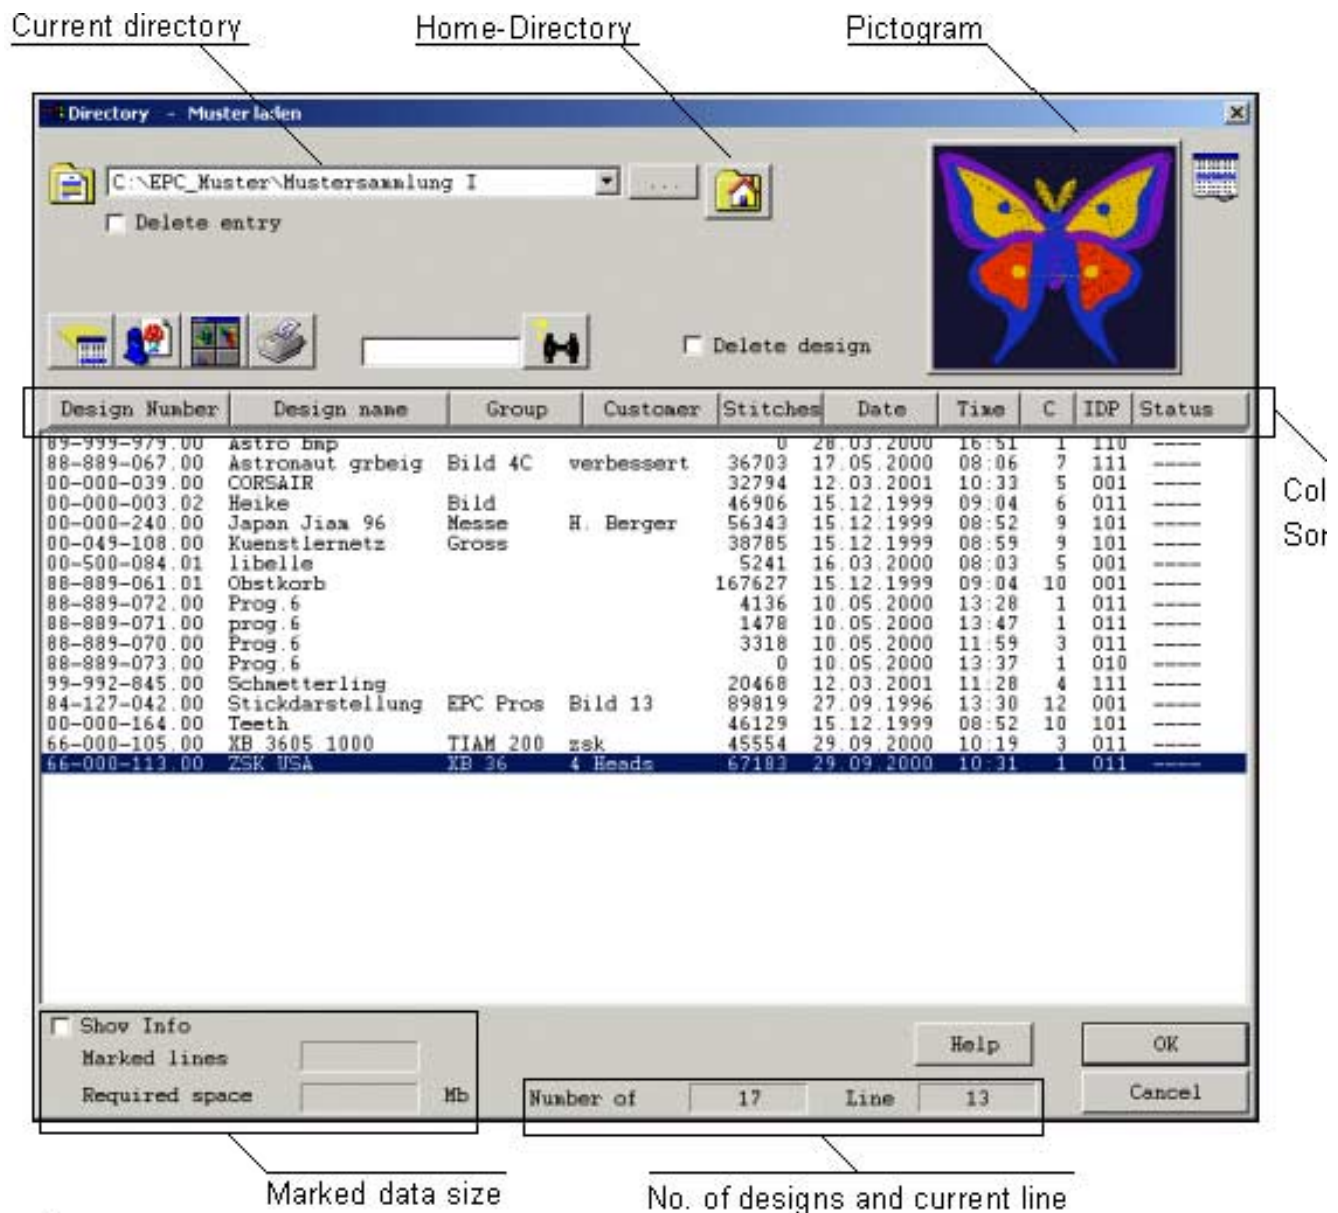 Current directory
Home-Directory
Pictogram
Directory - Muster laden
C:\EPC_Muster\Mustersammlung I
...
Delete entry
Delete design
Design Number Design name Group Customer Stitches Date Time C IDP Status
89-999-979.00 Astro bmp 0 28.03.2000 16:51 1 110 ----
88-889-067.00 Astronaut grbeig Bild 4C verbessert 36703 17.05.2000 08:06 7 111 ----
00-000-039.00 CORSAIR 32794 12.03.2001 10:33 5 001 ----
00-000-003.02 Heike Bild 46906 15.12.1999 09:04 6 011 ----
00-000-240.00 Japan Jiam 96 Messe H. Berger 56343 15.12.1999 08:52 9 101 ----
00-049-108.00 Kuenstlernetz Gross 38785 15.12.1999 08:59 9 101 ----
00-500-084.01 libelle 5241 16.03.2000 08:03 5 001 ----
88-889-061.01 Obstkorb 167627 15.12.1999 09:04 10 001 ----
88-889-072.00 Prog.6 4136 10.05.2000 13:28 1 011 ----
88-889-071.00 prog.6 1478 10.05.2000 13:47 1 011 ----
88-889-070.00 Prog.6 3318 10.05.2000 11:59 3 011 ----
88-889-073.00 Prog.6 0 10.05.2000 13:37 1 010 ----
99-992-845.00 Schmetterling 20468 12.03.2001 11:28 4 111 ----
84-127-042.00 Stickdarstellung EPC Pros Bild 13 89819 27.09.1996 13:30 12 001 ----
00-000-164.00 Teeth 46129 15.12.1999 08:52 10 101 ----
66-000-105.00 XB 3605 1000 TIAM 200 zsk 45554 29.09.2000 10:19 3 011 ----
66-000-113.00 ZSK USA XB 36 4 Heads 67183 29.09.2000 10:31 1 011 ----
Col
Sor
Show Info
Marked lines
Required space Mb
Number of 17 Line 13
Help
OK
Cancel
Marked data size
No. of designs and current line